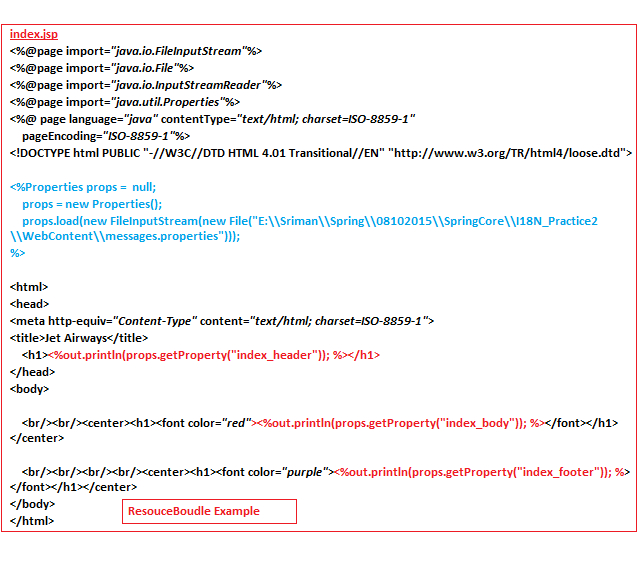 index.jsp
<%@page import="java.io.FileInputStream"%>
<%@page import="java.io.File"%>
<%@page import="java.io.InputStreamReader"%>
<%@page import="java.util.Properties"%>
<%@ page language="java" contentType="text/html; charset=ISO-8859-1"
    pageEncoding="ISO-8859-1"%>
<!DOCTYPE html PUBLIC "-//W3C//DTD HTML 4.01 Transitional//EN" "http://www.w3.org/TR/html4/loose.dtd">
<%Properties props =  null;
    props = new Properties();
    props.load(new FileInputStream(new File("E:\\Sriman\\Spring\\08102015\\SpringCore\\I18N_Practice2
\\WebContent\\messages.properties")));
%>
<html>
<head>
<meta http-equiv="Content-Type" content="text/html; charset=ISO-8859-1">
<title>Jet Airways</title>
    <h1><%out.println(props.getProperty("index_header")); %></h1>
</head>
<body>
    <br/><br/><center><h1><font color="red"><%out.println(props.getProperty("index_body")); %></font></h1>
</center>
    <br/><br/><br/><br/><center><h1><font color="purple"><%out.println(props.getProperty("index_footer")); %>
</font></h1></center>
</body>
</html>
ResouceBoudle Example